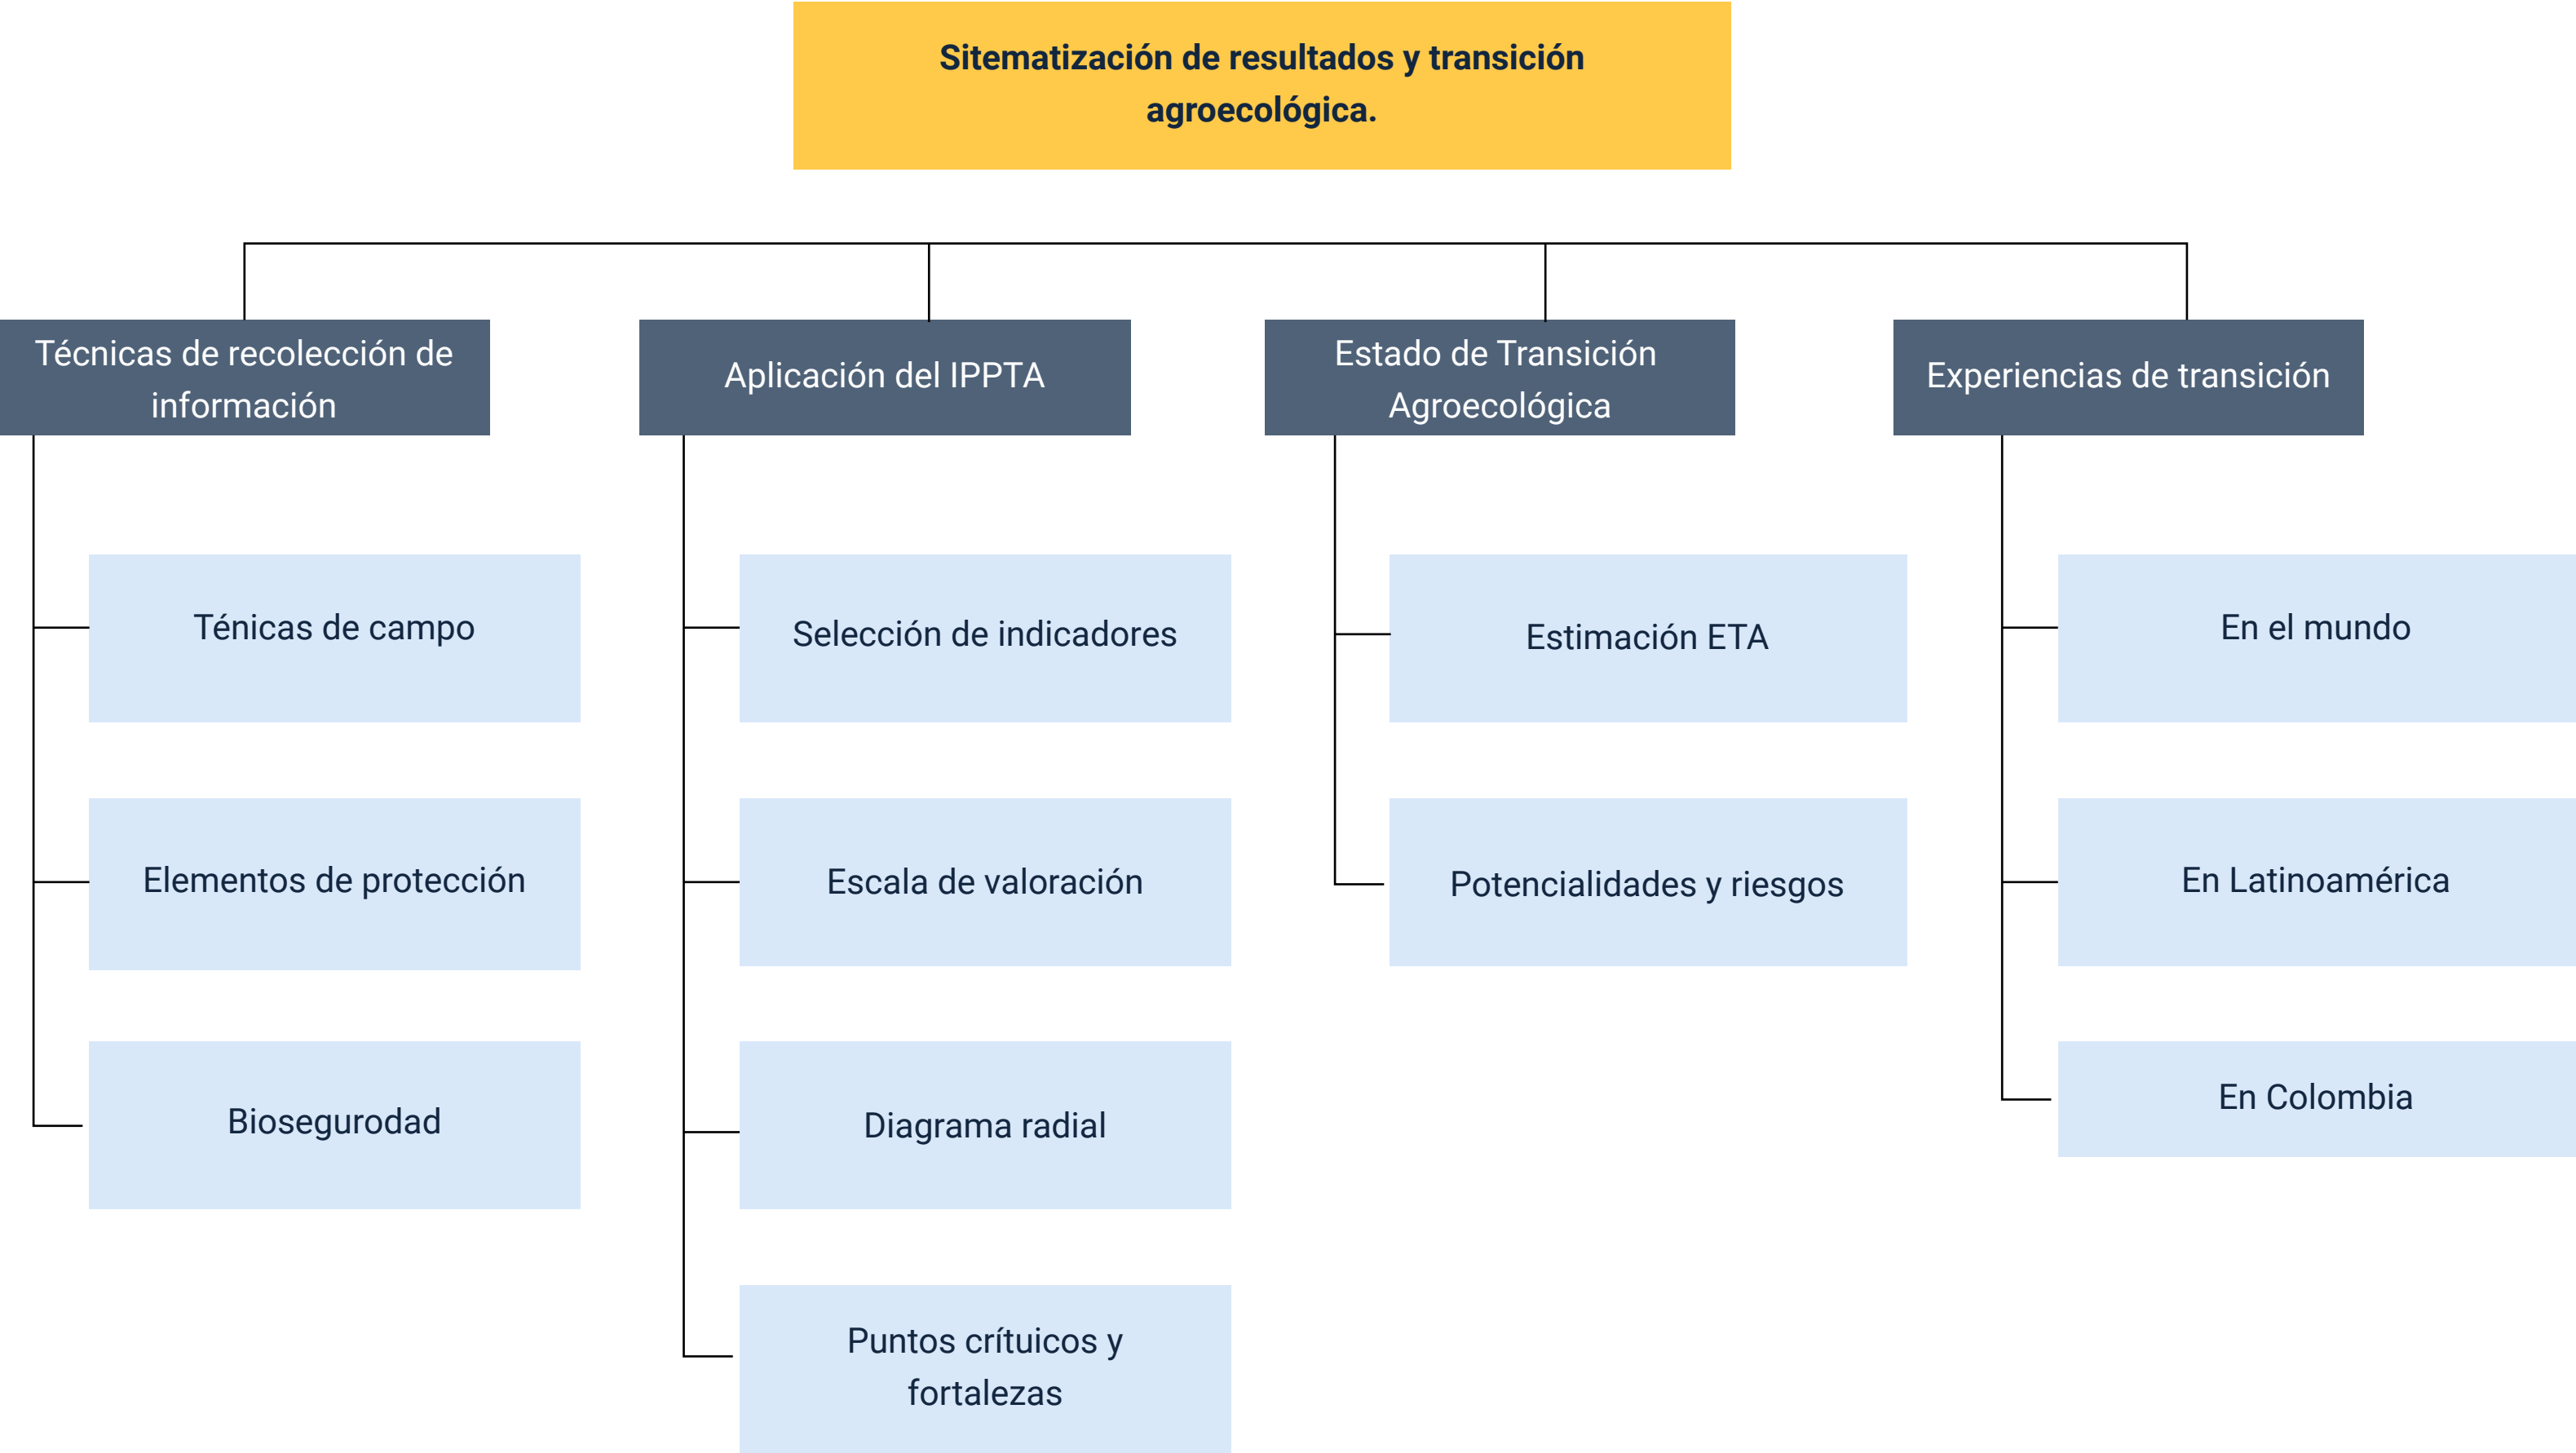 Sitematización de resultados y transición
agroecológica.
Técnicas de recolección de
información
Aplicación del IPPTA
Estado de Transición
Agroecológica
Experiencias de transición
Ténicas de campo
Selección de indicadores
Estimación ETA
En el mundo
Elementos de protección
Escala de valoración
Potencialidades y riesgos
En Latinoamérica
Biosegurodad
Diagrama radial
En Colombia
Puntos crítuicos y
fortalezas